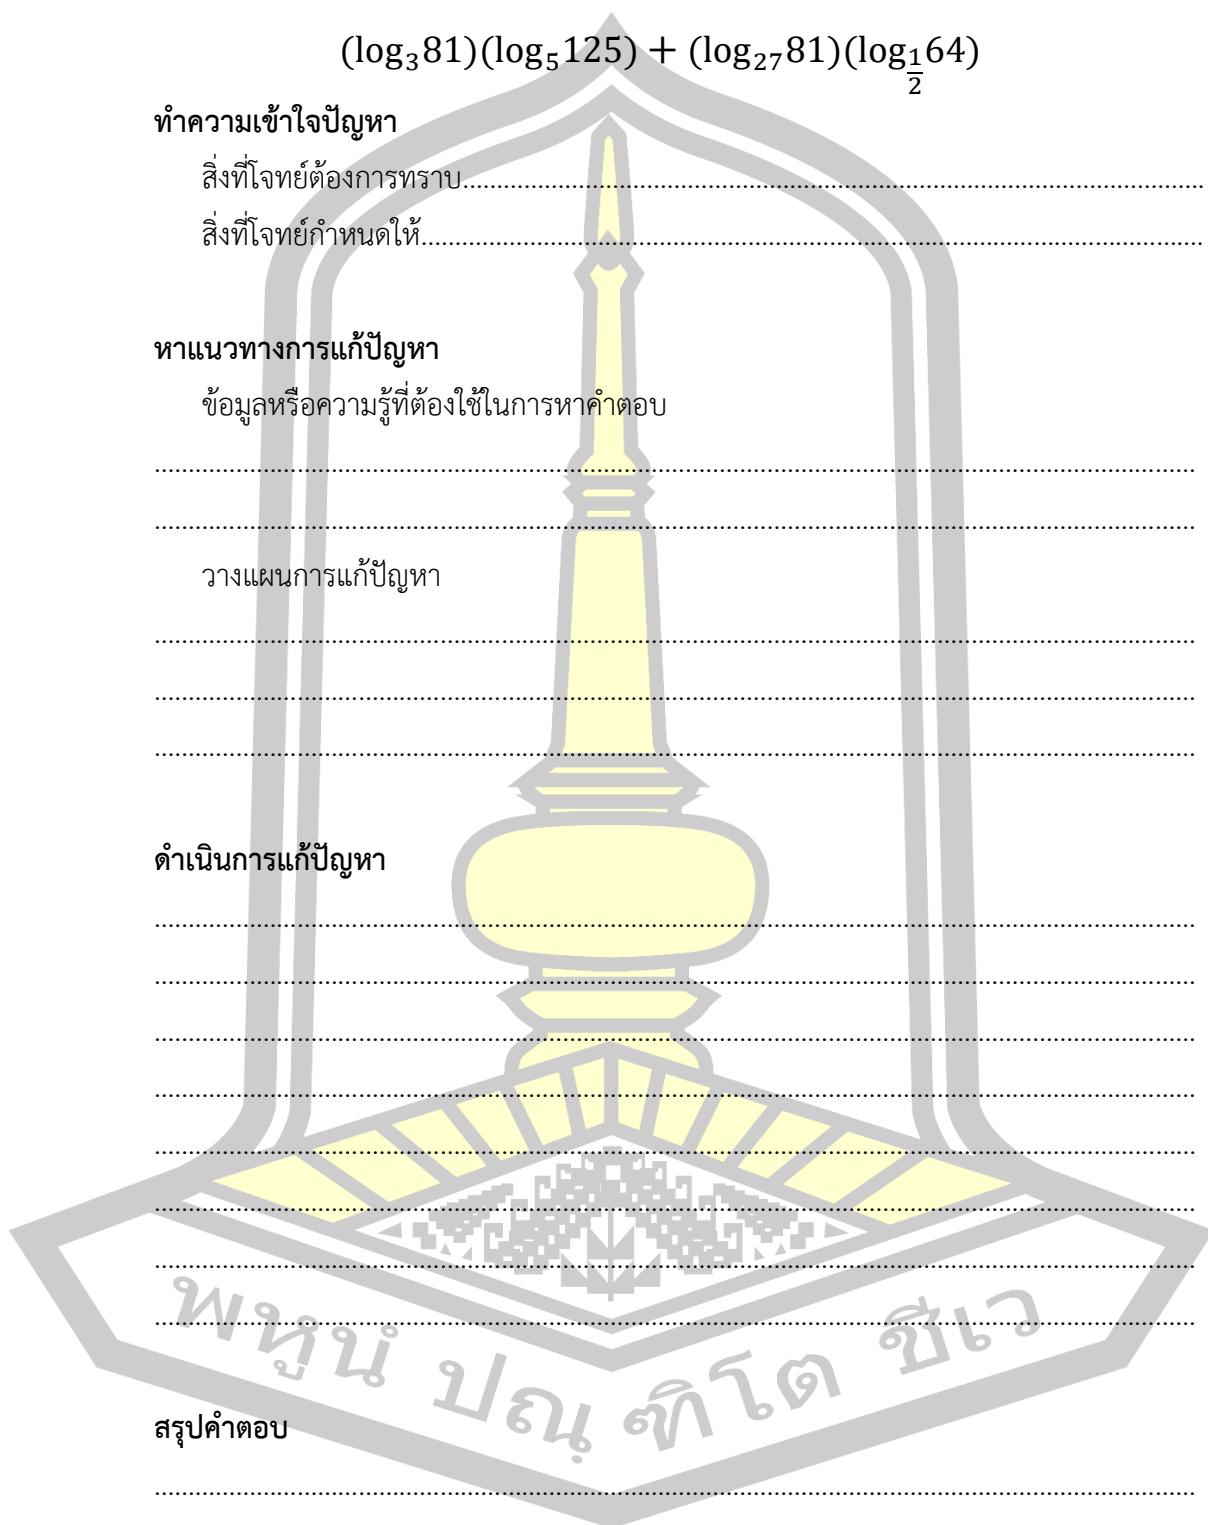 (log₃81)(log₅125) + (log₂₇81)(log_{1/2}64)
ทำความเข้าใจปัญหา
สิ่งที่โจทย์ต้องการทราบ..............................................................................................................
สิ่งที่โจทย์กำหนดให้....................................................................................................................
หาแนวทางการแก้ปัญหา
ข้อมูลหรือความรู้ที่ต้องใช้ในการหาคำตอบ
..........................................................................................................................................................
..........................................................................................................................................................
วางแผนการแก้ปัญหา
..........................................................................................................................................................
..........................................................................................................................................................
..........................................................................................................................................................
ดำเนินการแก้ปัญหา
..........................................................................................................................................................
..........................................................................................................................................................
..........................................................................................................................................................
..........................................................................................................................................................
..........................................................................................................................................................
..........................................................................................................................................................
..........................................................................................................................................................
..........................................................................................................................................................
พหูนํ ปณฺฑิโต ชีเว
สรุปคำตอบ
..........................................................................................................................................................